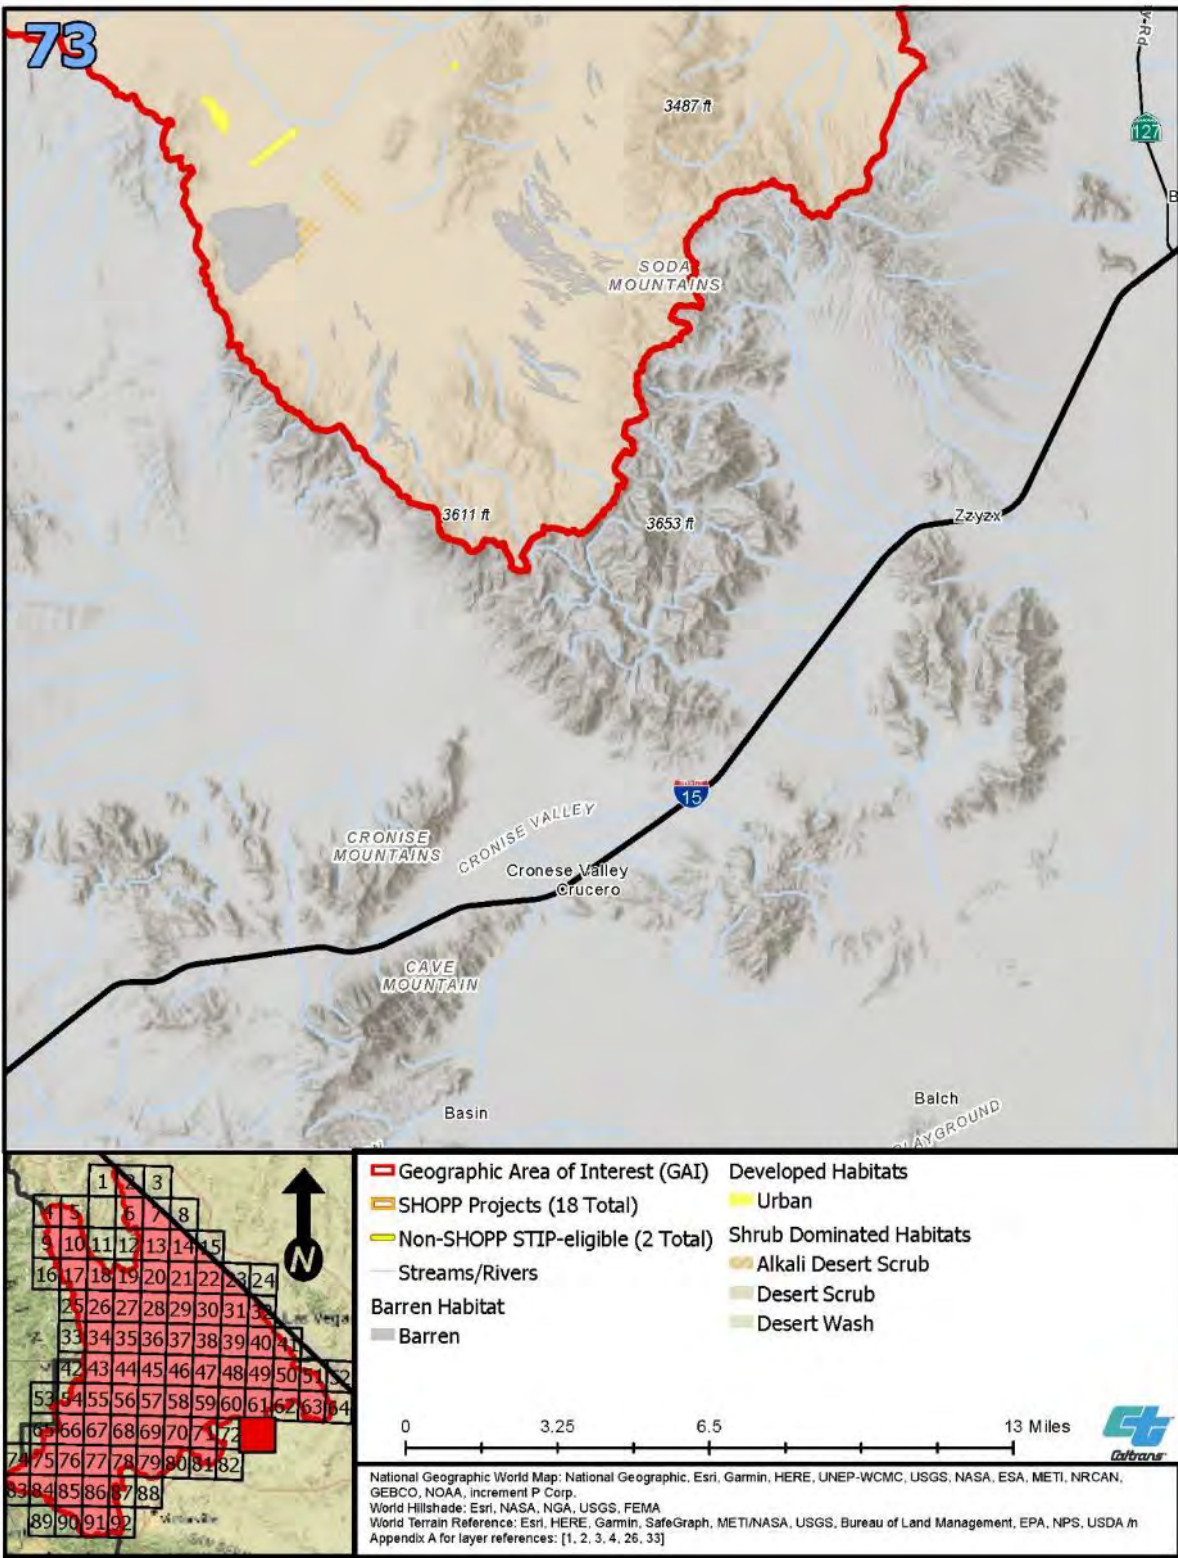 73
y-Rd
3487 ft
127
B
SODA
MOUNTAINS
3611 ft
3653 ft
Zzyzx
15
CRONISE
MOUNTAINS
CRONISE VALLEY
Cronese Valley
Crucero
CAVE
MOUNTAIN
Basin
Balch
PLAYGROUND
N
1 2 3
4 5 6 7 8
9 10 11 12 13 14 15
16 17 18 19 20 21 22 23 24
25 26 27 28 29 30 31 32
Las Vega
33 34 35 36 37 38 39 40 41
42 43 44 45 46 47 48 49 50 51 52
53 54 55 56 57 58 59 60 61 62 63 64
65 66 67 68 69 70 71 72
74 75 76 77 78 79 80 81 82
83 84 85 86 87 88
Victorville
89 90 91 92
SAN BERN
N
Geographic Area of Interest (GAI)
SHOPP Projects (18 Total)
Non-SHOPP STIP-eligible (2 Total)
Streams/Rivers
Barren Habitat
Barren
Developed Habitats
Urban
Shrub Dominated Habitats
Alkali Desert Scrub
Desert Scrub
Desert Wash
0 3.25 6.5 13 Miles
Caltrans
National Geographic World Map: National Geographic, Esri, Garmin, HERE, UNEP-WCMC, USGS, NASA, ESA, METI, NRCAN,
GEBCO, NOAA, increment P Corp.
World Hillshade: Esri, NASA, NGA, USGS, FEMA
World Terrain Reference: Esri, HERE, Garmin, SafeGraph, METI/NASA, USGS, Bureau of Land Management, EPA, NPS, USDA /n
Appendix A for layer references: [1, 2, 3, 4, 26, 33]